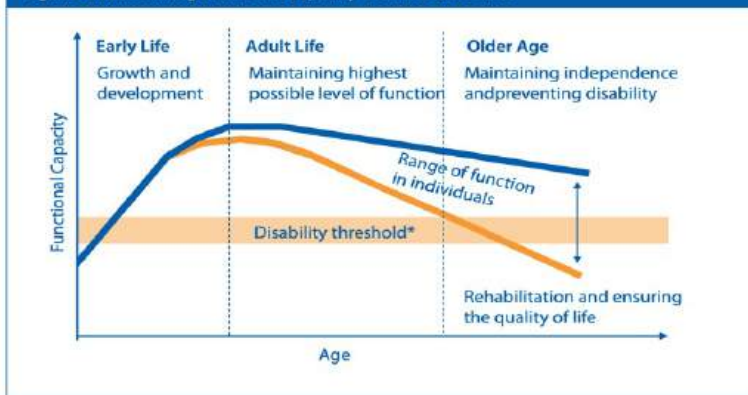 Early Life
Growth and
development
Adult Life
Maintaining highest
possible level of function
Older Age
Maintaining independence
andpreventing disability
Functional Capacity
Range of function
in individuals
Disability threshold*
Rehabilitation and ensuring
the quality of life
Age